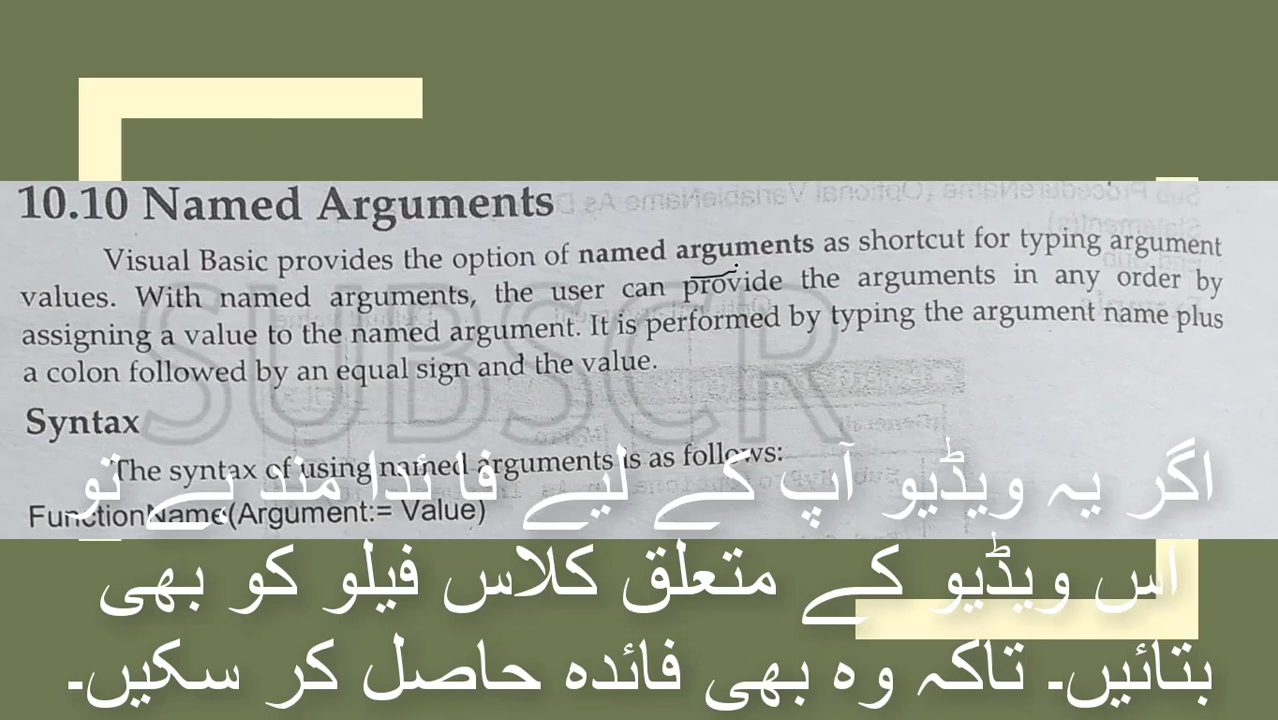 10.10 Named Arguments
Visual Basic provides the option of named arguments as shortcut for typing argument
values. With named arguments, the user can provide the arguments in any order by
assigning a value to the named argument. It is performed by typing the argument name plus
a colon followed by an equal sign and the value.
SUBSCR
Syntax
The syntax of using named arguments is as follows:
FunctionName(Argument:= Value)
اگر یہ ویڈیو آپ کے لیے فائدا مند ہے تو
اس ویڈیو کے متعلق کلاس فیلو کو بھی
بتائیں۔ تاکہ وہ بھی فائدہ حاصل کر سکیں۔